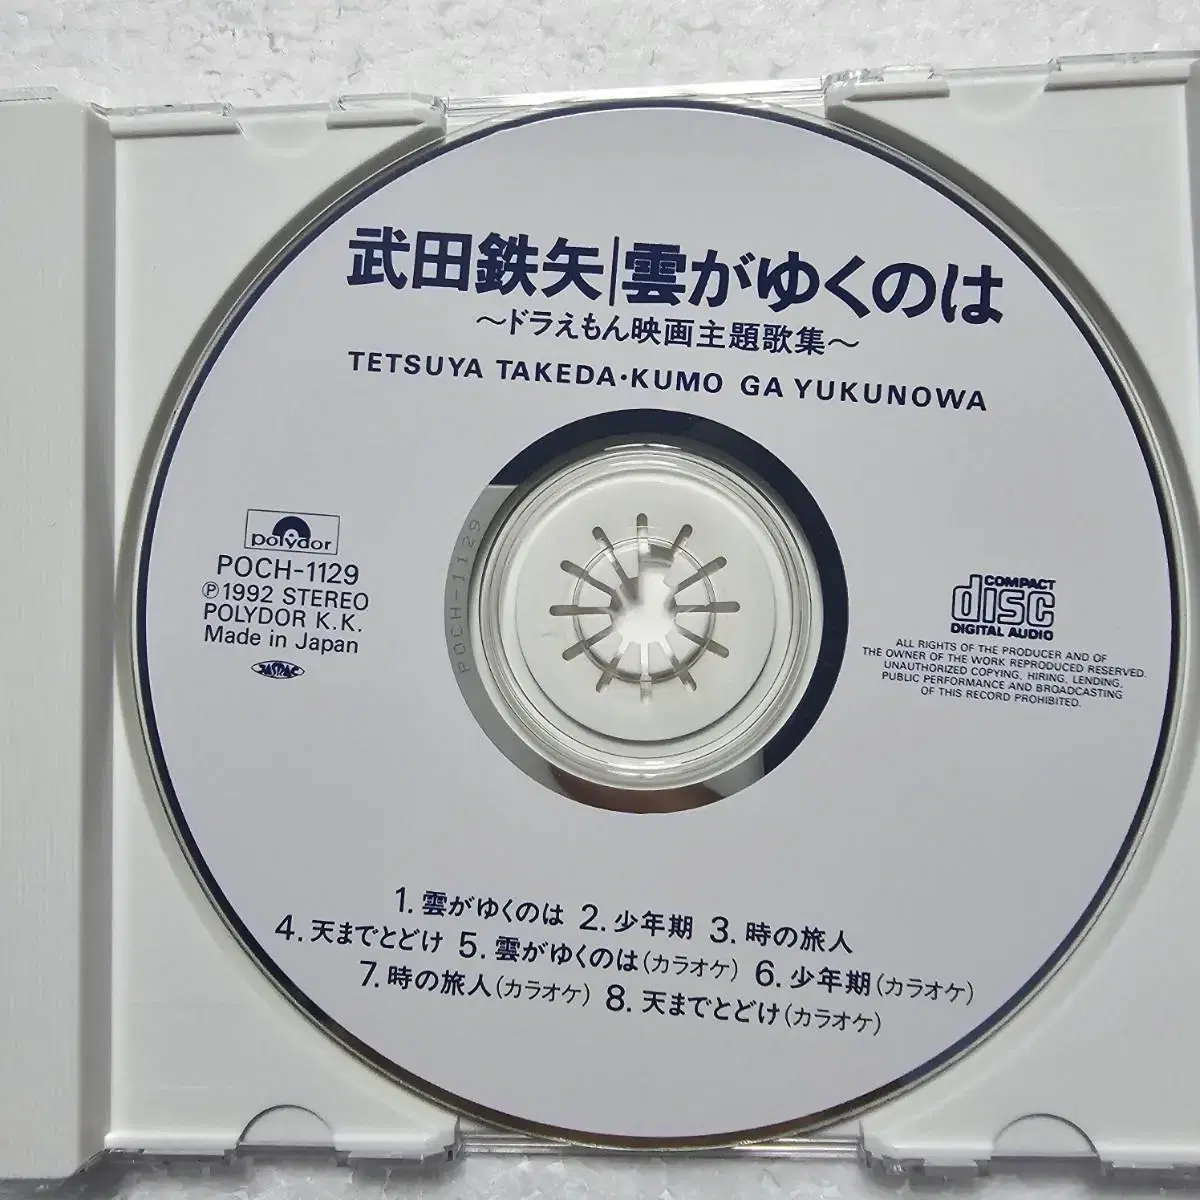 武田鉄矢|雲がゆくのは
～ドラえもん映画主題歌集～
TETSUYA TAKEDA・KUMO GA YUKUNOWA
polydor
POCH-1129
Ⓟ1992 STEREO
POLYDOR K.K.
Made in Japan
JASRAC
POCH-1129
COMPACT
disc
DIGITAL AUDIO
ALL RIGHTS OF THE PRODUCER AND OF
THE OWNER OF THE WORK REPRODUCED RESERVED.
UNAUTHORIZED COPYING, HIRING, LENDING,
PUBLIC PERFORMANCE AND BROADCASTING
OF THIS RECORD PROHIBITED.
1. 雲がゆくのは 2. 少年期 3. 時の旅人
4. 天までとどけ 5. 雲がゆくのは(カラオケ) 6. 少年期(カラオケ)
7. 時の旅人(カラオケ) 8. 天までとどけ(カラオケ)